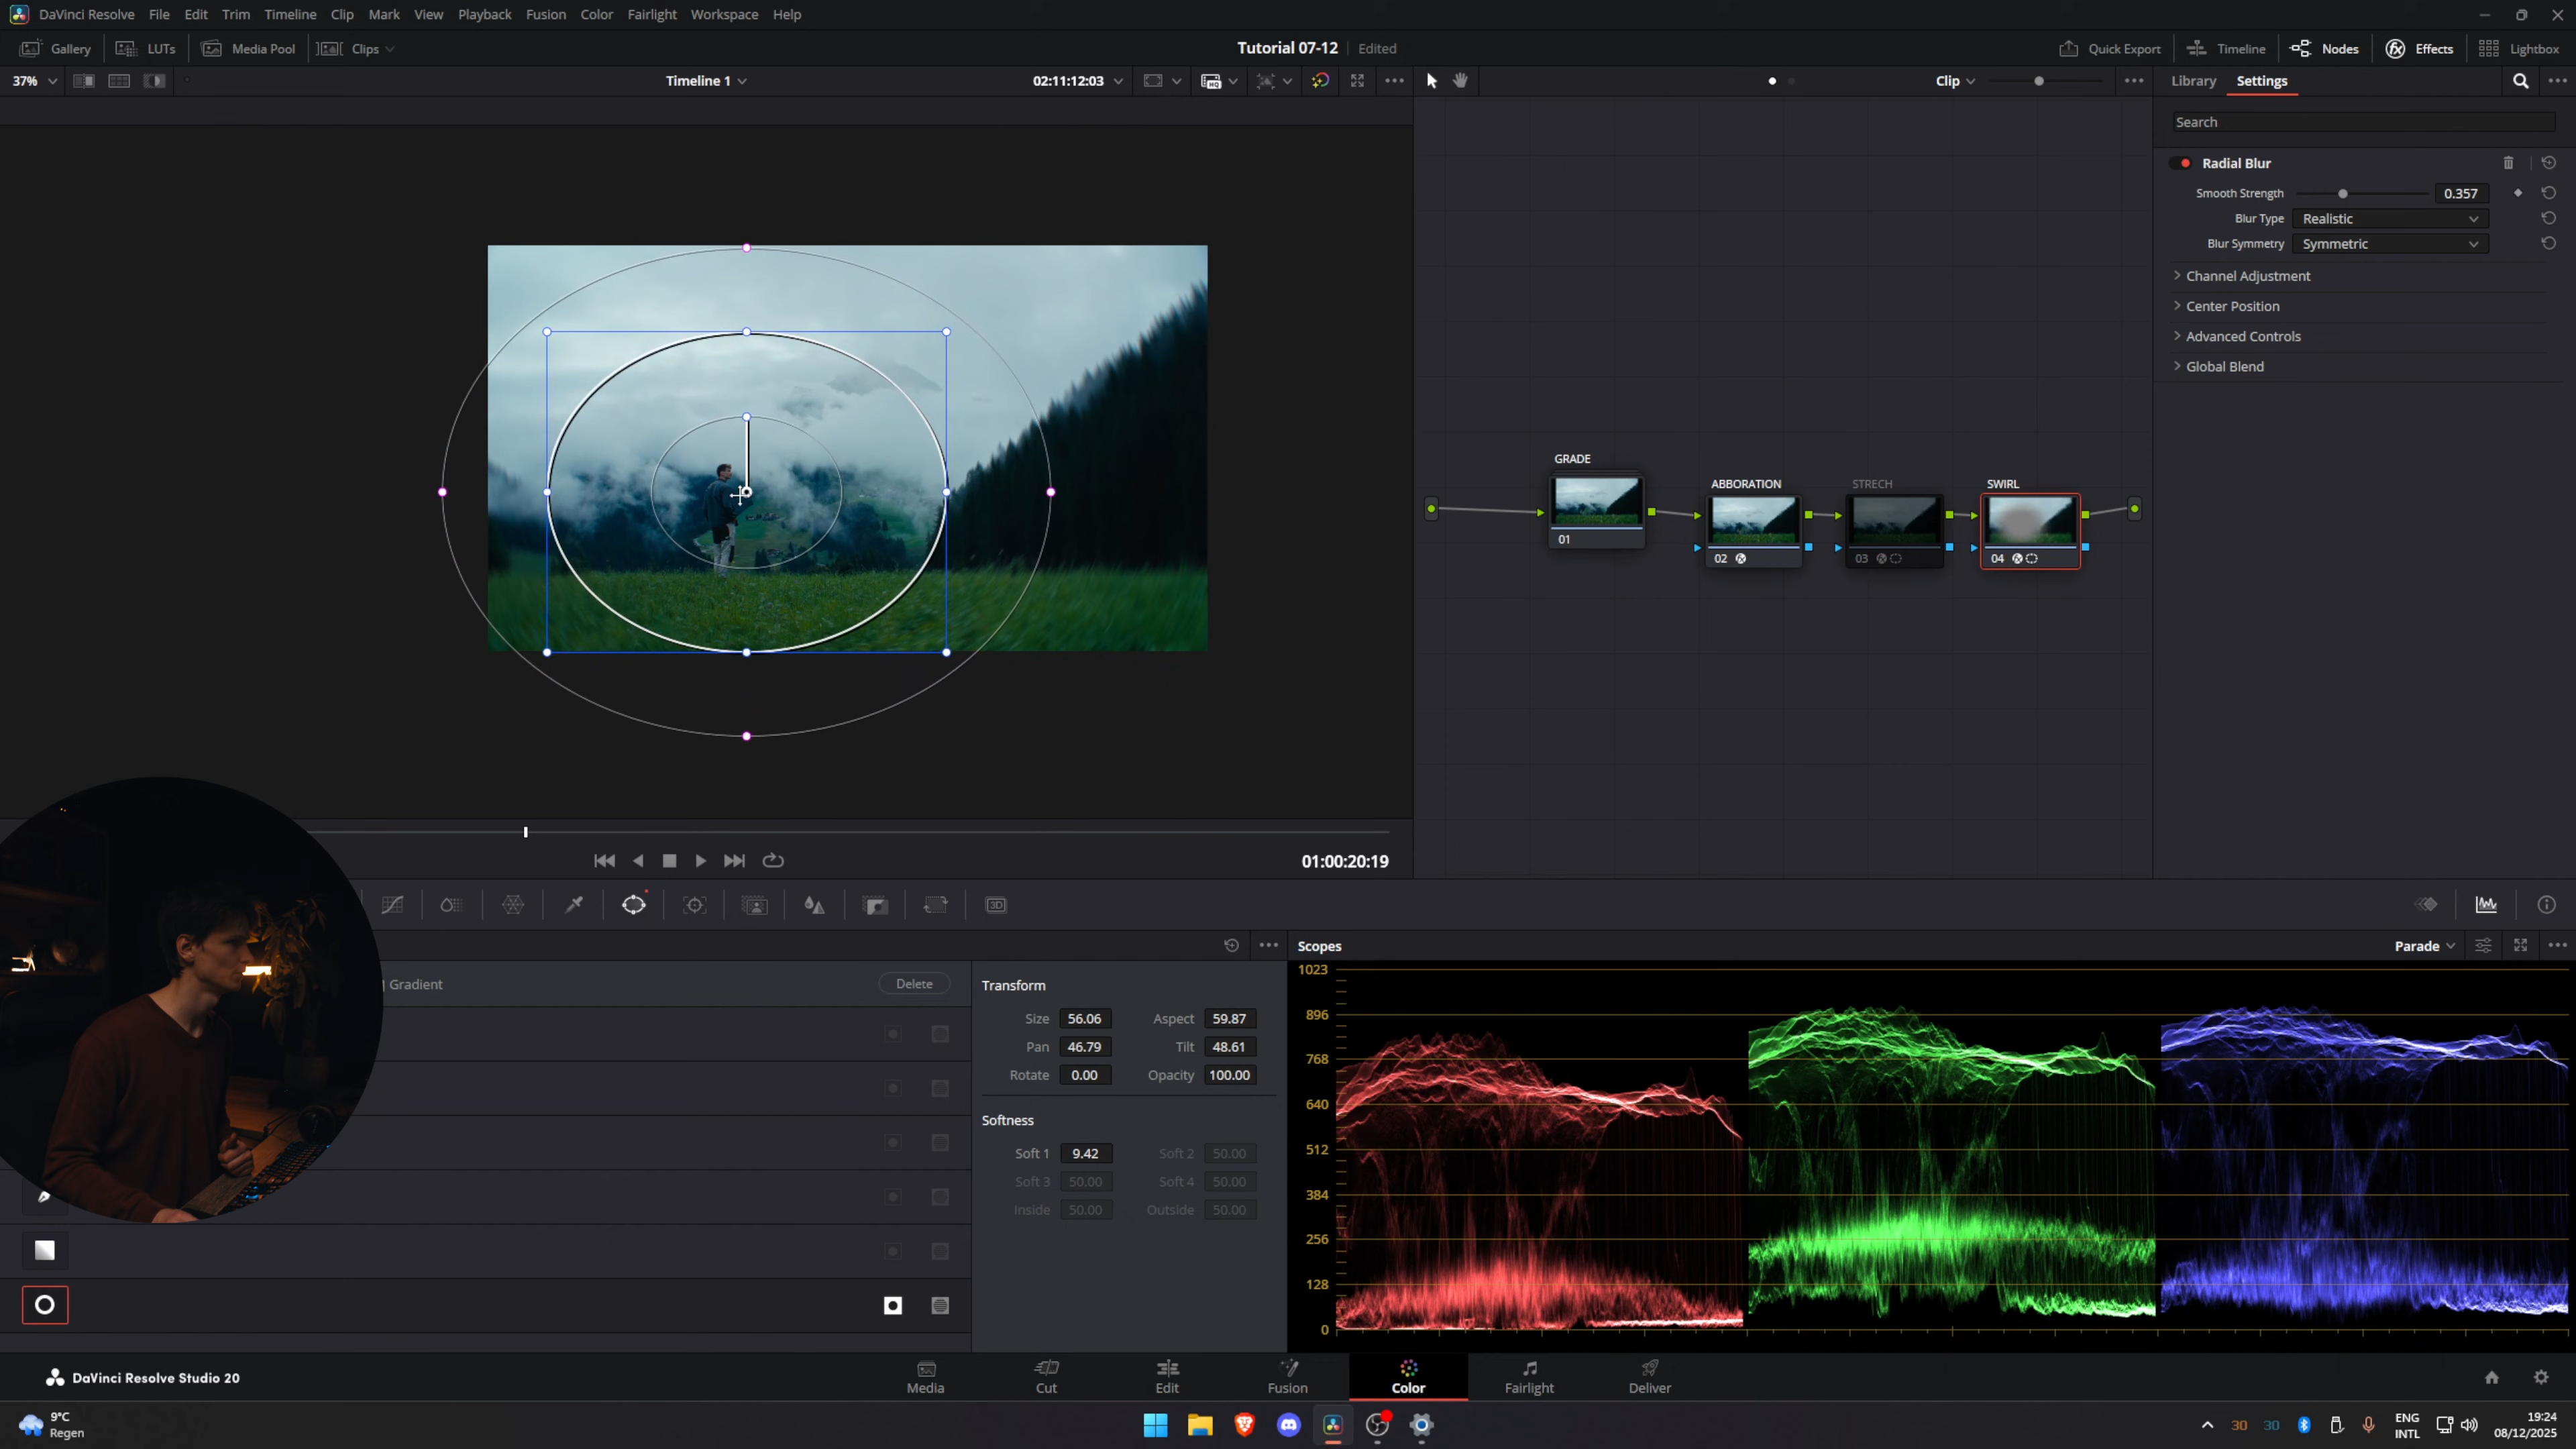 DaVinci Resolve File Edit Trim Timeline Clip Mark View Playback Fusion Color Fairlight Workspace Help
Gallery LUTs Media Pool Clips Tutorial 07-12 Edited Quick Export Timeline Nodes Effects Lightbox
37% Timeline 1 02:11:12:03 Clip Library Settings
Search
Radial Blur
Smooth Strength 0.357
Blur Type Realistic
Blur Symmetry Symmetric
Channel Adjustment
Center Position
Advanced Controls
Global Blend
GRADE
01
ABBORATION
02
STRECH
03
SWIRL
04
01:00:20:19
3D
Gradient Delete
Transform
Size 56.06 Aspect 59.87
Pan 46.79 Tilt 48.61
Rotate 0.00 Opacity 100.00
Softness
Soft 1 9.42 Soft 2 50.00
Soft 3 50.00 Soft 4 50.00
Inside 50.00 Outside 50.00
Scopes Parade
1023
896
768
640
512
384
256
128
0
DaVinci Resolve Studio 20
Media Cut Edit Fusion Color Fairlight Deliver
9°C
Regen
30 30
ENG
INTL
19:24
08/12/2025